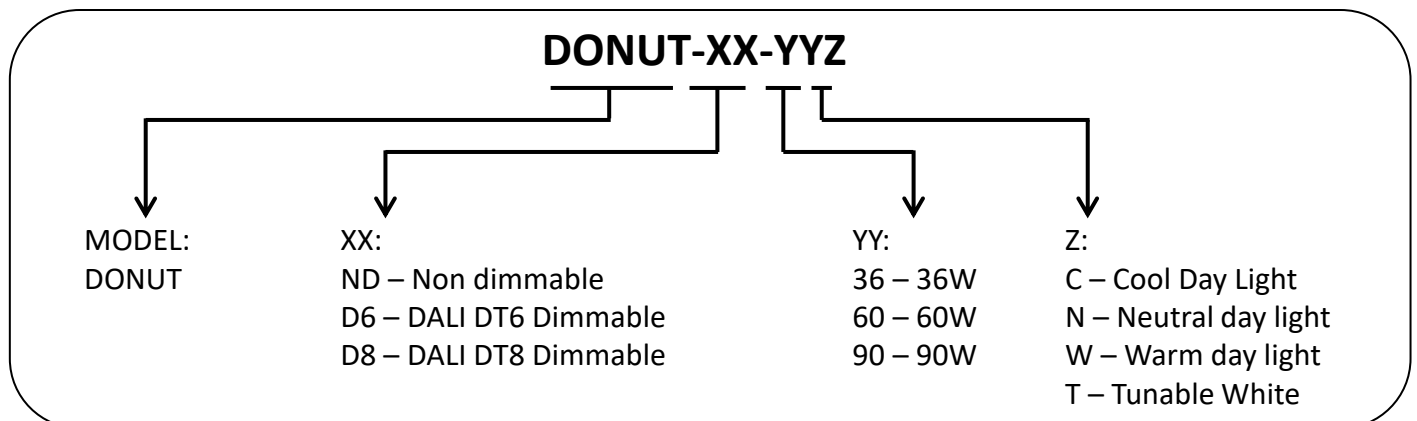 DONUT-XX-YYZ
MODEL:
DONUT
XX:
ND – Non dimmable
D6 – DALI DT6 Dimmable
D8 – DALI DT8 Dimmable
YY:
36 – 36W
60 – 60W
90 – 90W
Z:
C – Cool Day Light
N – Neutral day light
W – Warm day light
T – Tunable White